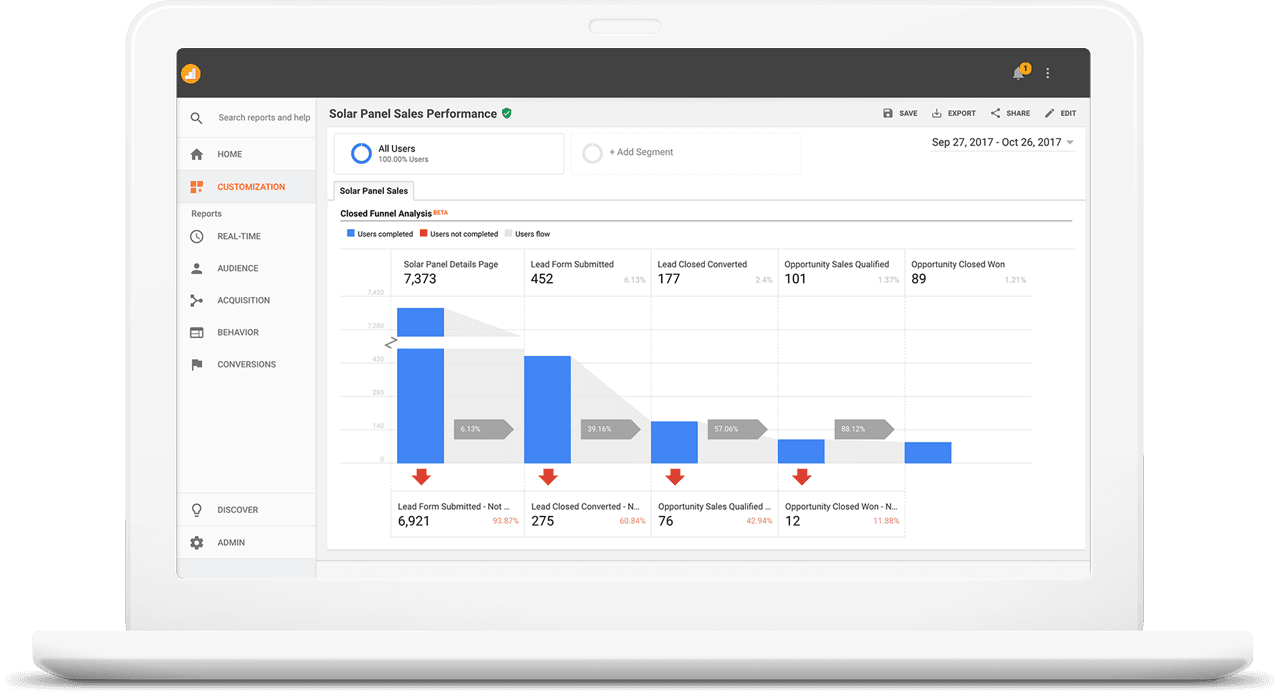 1
Search reports and help
Solar Panel Sales Performance
SAVE EXPORT SHARE EDIT
HOME
CUSTOMIZATION
Reports
REAL-TIME
AUDIENCE
ACQUISITION
BEHAVIOR
CONVERSIONS
DISCOVER
ADMIN
All Users
100.00% Users
+ Add Segment
Sep 27, 2017 - Oct 26, 2017
Solar Panel Sales
Closed Funnel Analysis BETA
Users completed Users not completed Users flow
Solar Panel Details Page
7,373
Lead Form Submitted
452 6.13%
Lead Closed Converted
177 2.4%
Opportunity Sales Qualified
101 1.37%
Opportunity Closed Won
89 1.21%
7,420
7,280
420
280
140
0
6.13%
39.16%
57.06%
88.12%
Lead Form Submitted - Not ...
6,921 93.87%
Lead Closed Converted - N...
275 60.84%
Opportunity Sales Qualified ...
76 42.94%
Opportunity Closed Won - N...
12 11.88%